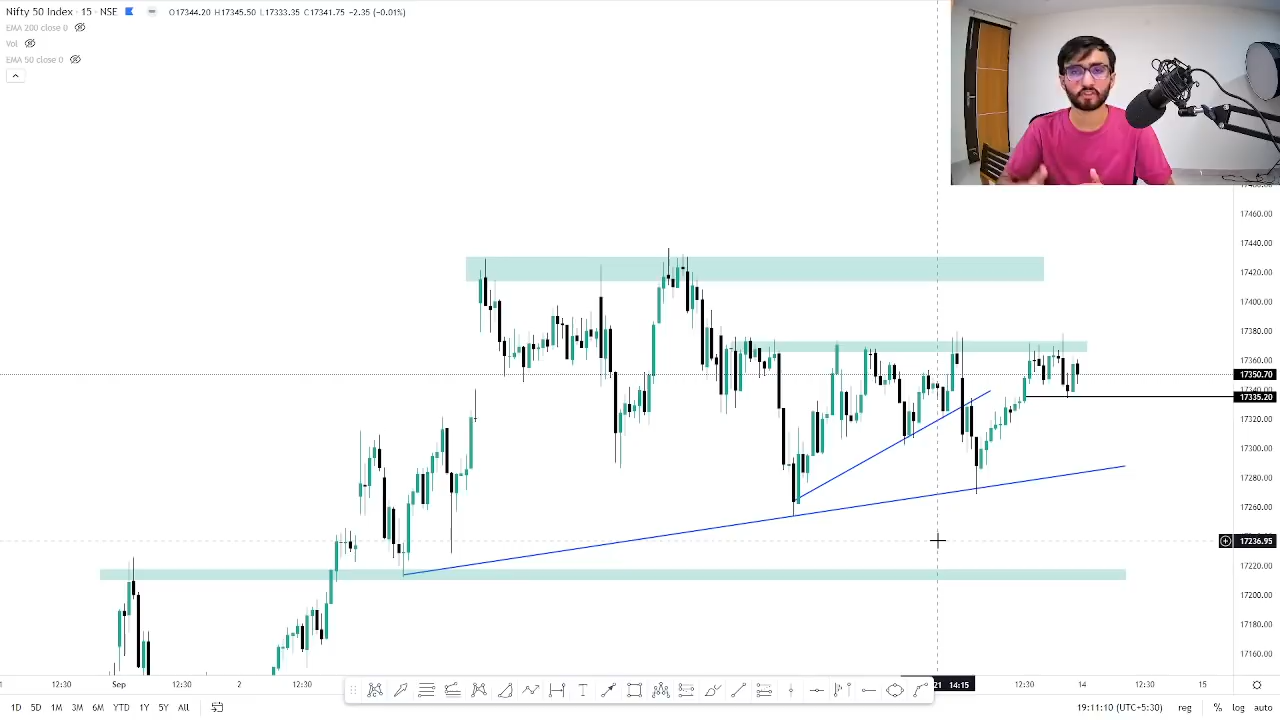 Nifty 50 Index · 15 · NSE O17344.20 H17345.50 L17333.35 C17341.75 −2.35 (−0.01%)
EMA 200 close 0
Vol
EMA 50 close 0
17460.00
17440.00
17420.00
17400.00
17380.00
17360.00
17350.70
17335.20
17320.00
17300.00
17280.00
17260.00
17236.95
17220.00
17200.00
17180.00
17160.00
12:30 Sep 12:30 2 12:30 21 14:15 12:30 14 12:30 15
1D 5D 1M 3M 6M YTD 1Y 5Y All 19:11:10 (UTC+5:30) reg % log auto